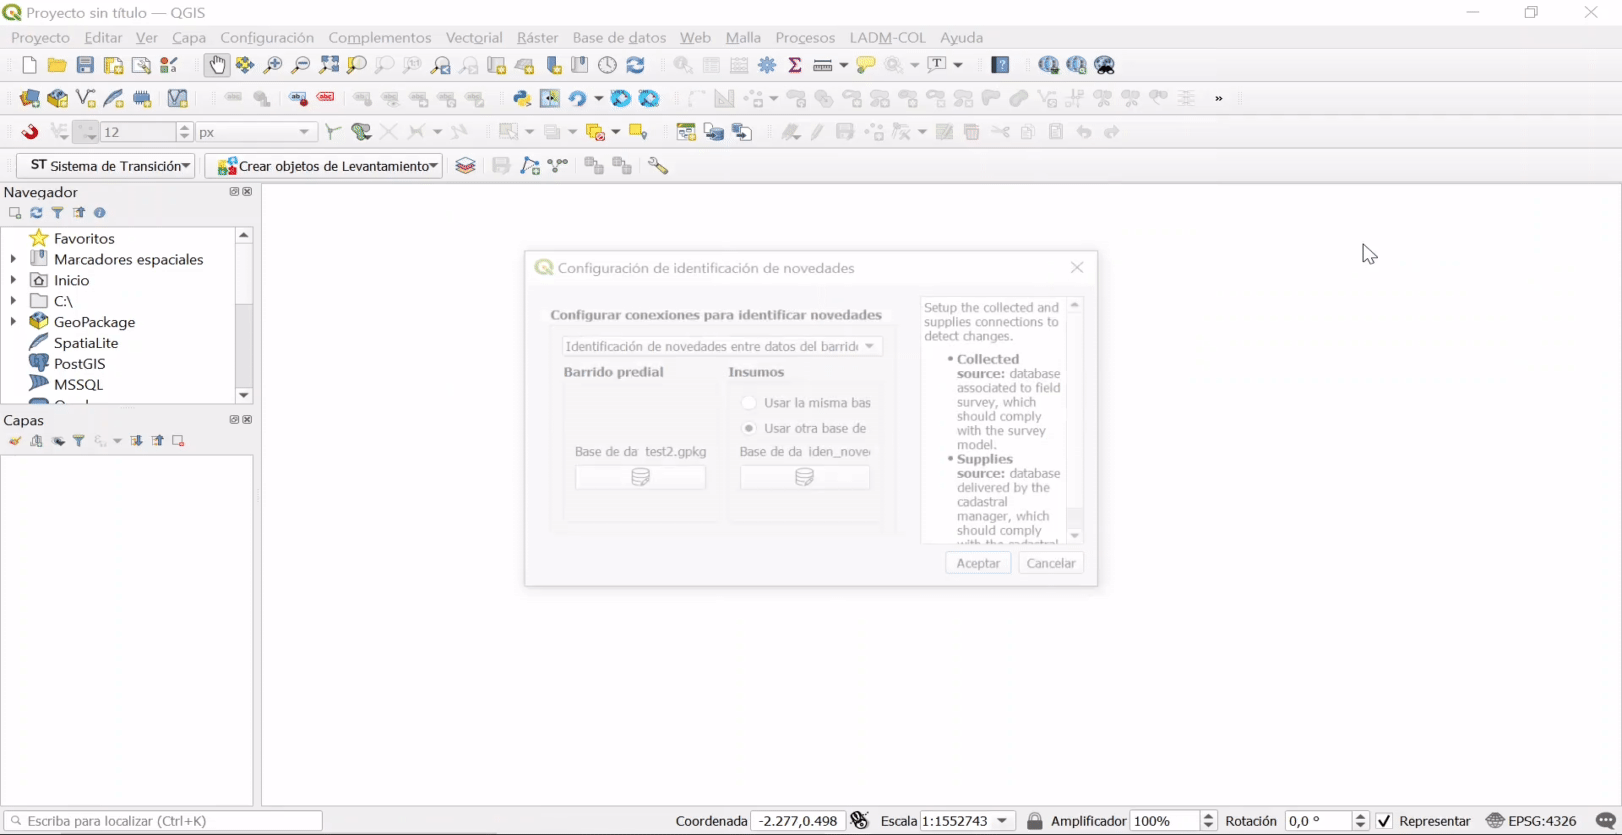 Proyecto sin título — QGIS
Proyecto Editar Ver Capa Configuración Complementos Vectorial Ráster Base de datos Web Malla Procesos LADM-COL Ayuda
12 px
ST Sistema de Transición Crear objetos de Levantamiento
Navegador
Favoritos
Marcadores espaciales
Inicio
C:\
GeoPackage
SpatiaLite
PostGIS
MSSQL
Capas
Configuración de identificación de novedades
Configurar conexiones para identificar novedades
Identificación de novedades entre datos del barrido
Barrido predial Insumos
Usar la misma bas
Usar otra base de
Base de da test2.gpkg Base de da iden_nove
Setup the collected and
supplies connections to
detect changes.
• Collected
source: database
associated to field
survey, which
should comply
with the survey
model.
• Supplies
source: database
delivered by the
cadastral
manager, which
should comply
with the cadastral
Aceptar Cancelar
Escriba para localizar (Ctrl+K) Coordenada -2.277,0.498 Escala 1:1552743 Amplificador 100% Rotación 0,0 ° Representar EPSG:4326